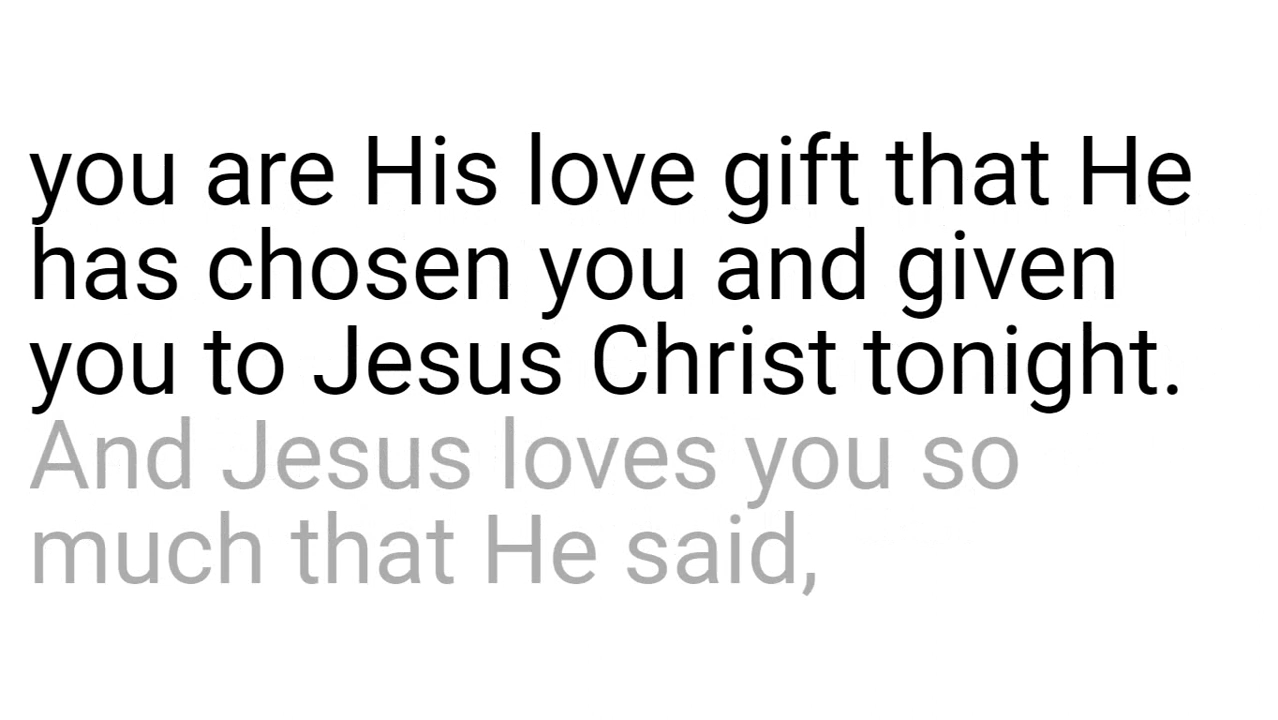 you are His love gift that He
has chosen you and given
you to Jesus Christ tonight.
And Jesus loves you so
much that He said,